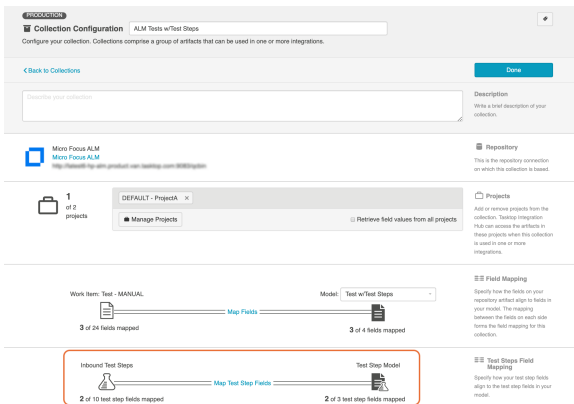 PRODUCTION
Collection Configuration ALM Tests w/Test Steps
Configure your collection. Collections comprise a group of artifacts that can be used in one or more integrations.
Back to Collections
Done
Describe your collection
Description
Write a brief description of your
collection.
Micro Focus ALM
Micro Focus ALM
Repository
This is the repository connection
on which this collection is based.
1
of 2
projects
DEFAULT - ProjectA ×
Manage Projects
Retrieve field values from all projects
Projects
Add or remove projects from the
collection. Tasktop Integration
Hub can access the artifacts in
these projects when this collection
is used in one or more
integrations.
Work Item: Test - MANUAL
Model: Test w/Test Steps
Map Fields
3 of 24 fields mapped
3 of 4 fields mapped
Field Mapping
Specify how the fields on your
repository artifact align to fields in
your model. The mapping
between the fields on each side
forms the field mapping for this
collection.
Inbound Test Steps
Test Step Model
Map Test Step Fields
2 of 10 test step fields mapped
2 of 3 test step fields mapped
Test Steps Field
Mapping
Specify how your test step fields
align to the test step fields in your
model.